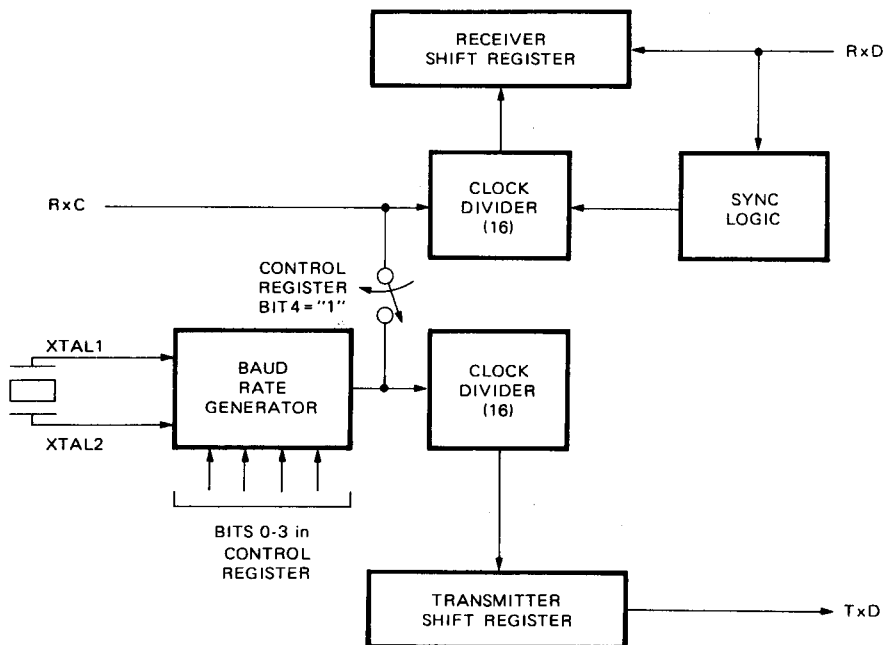 RECEIVER
SHIFT REGISTER
RxD
RxC
CLOCK
DIVIDER
(16)
SYNC
LOGIC
CONTROL
REGISTER
BIT4="1"
XTAL1
XTAL2
BAUD
RATE
GENERATOR
CLOCK
DIVIDER
(16)
BITS 0-3 in
CONTROL
REGISTER
TRANSMITTER
SHIFT REGISTER
TxD